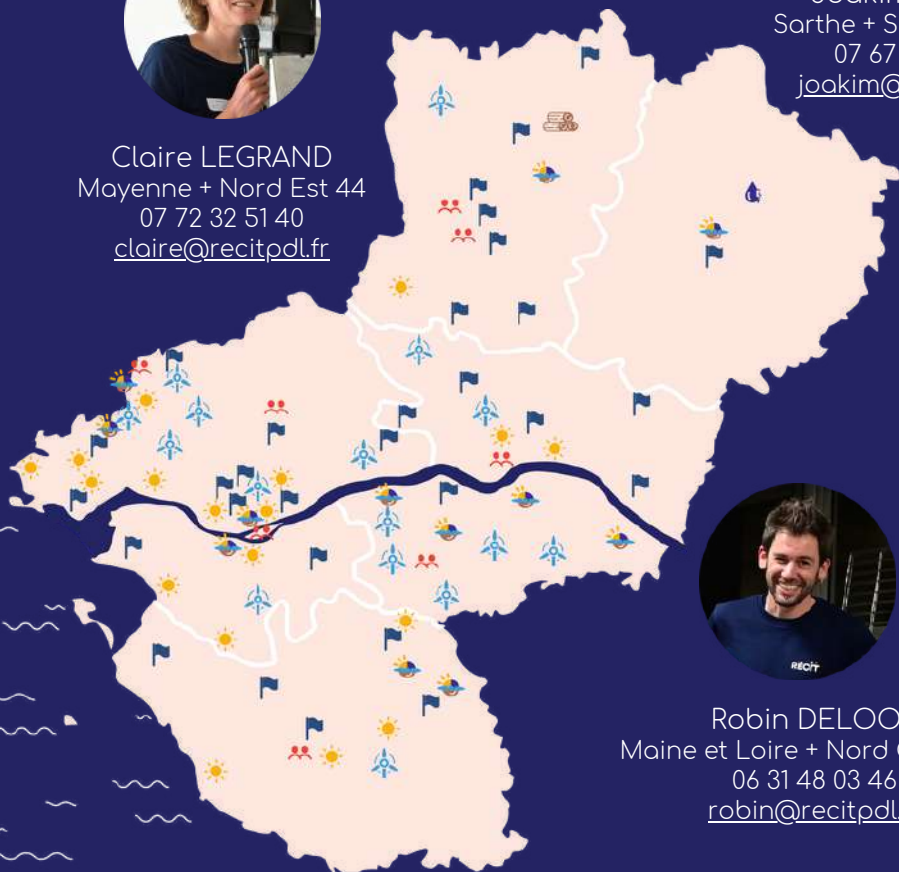 Sarthe + S
07 67
joakim@
Claire LEGRAND
Mayenne + Nord Est 44
07 72 32 51 40
claire@recitpdl.fr
RÉCIT
Robin DELOO
Maine et Loire + Nord
06 31 48 03 46
robin@recitpdl.